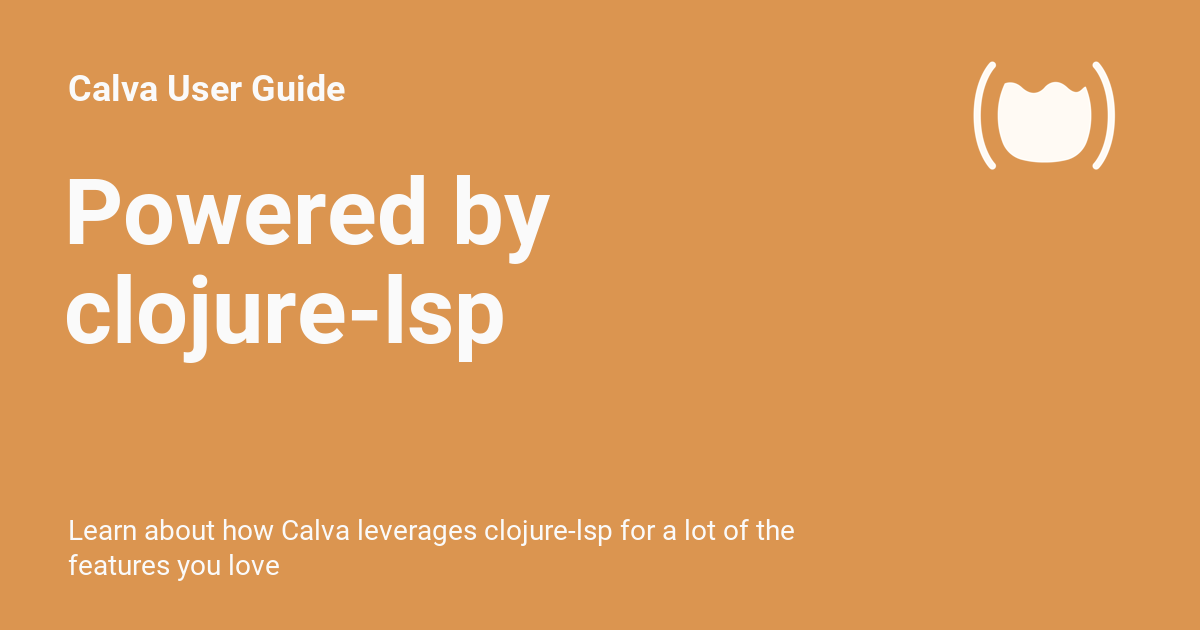 Calva User Guide
Powered by
clojure-lsp
Learn about how Calva leverages clojure-lsp for a lot of the
features you love